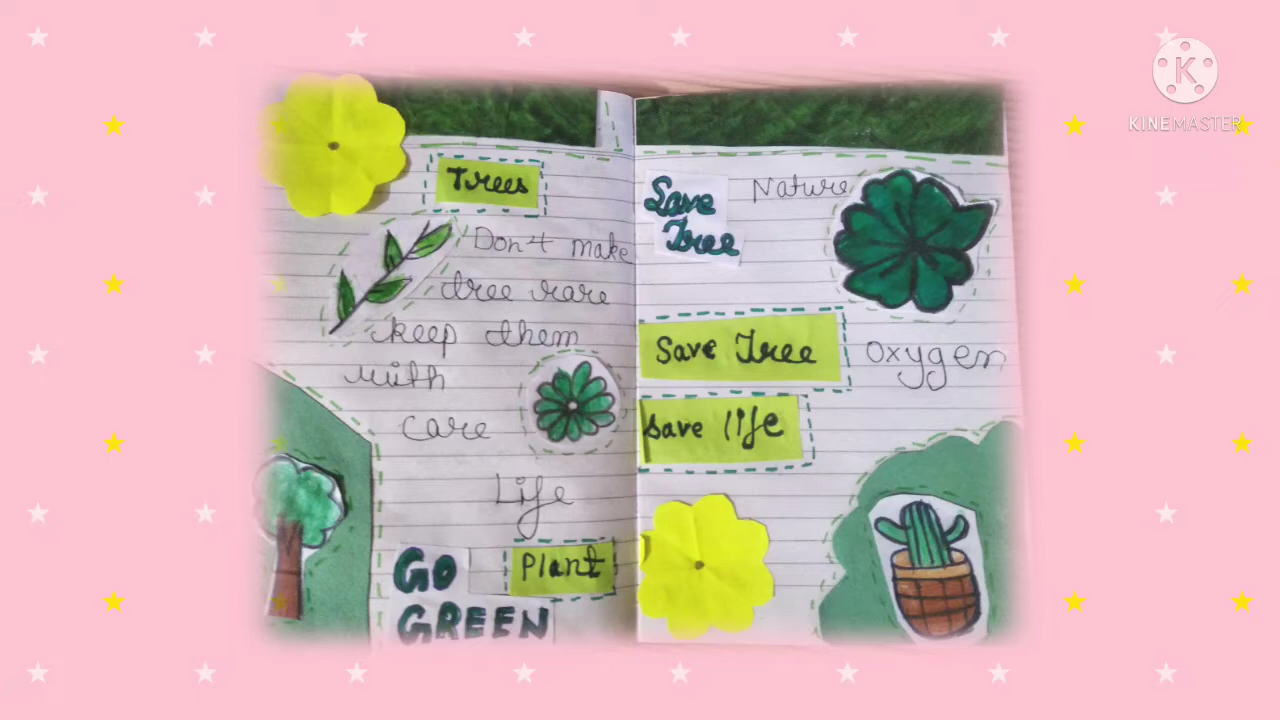 Trees
Don't make
tree rare
keep them
with
care
Life
GO
GREEN
Plant
Save
Tree
Nature
Save Tree
oxygen
save life
KINEMASTER